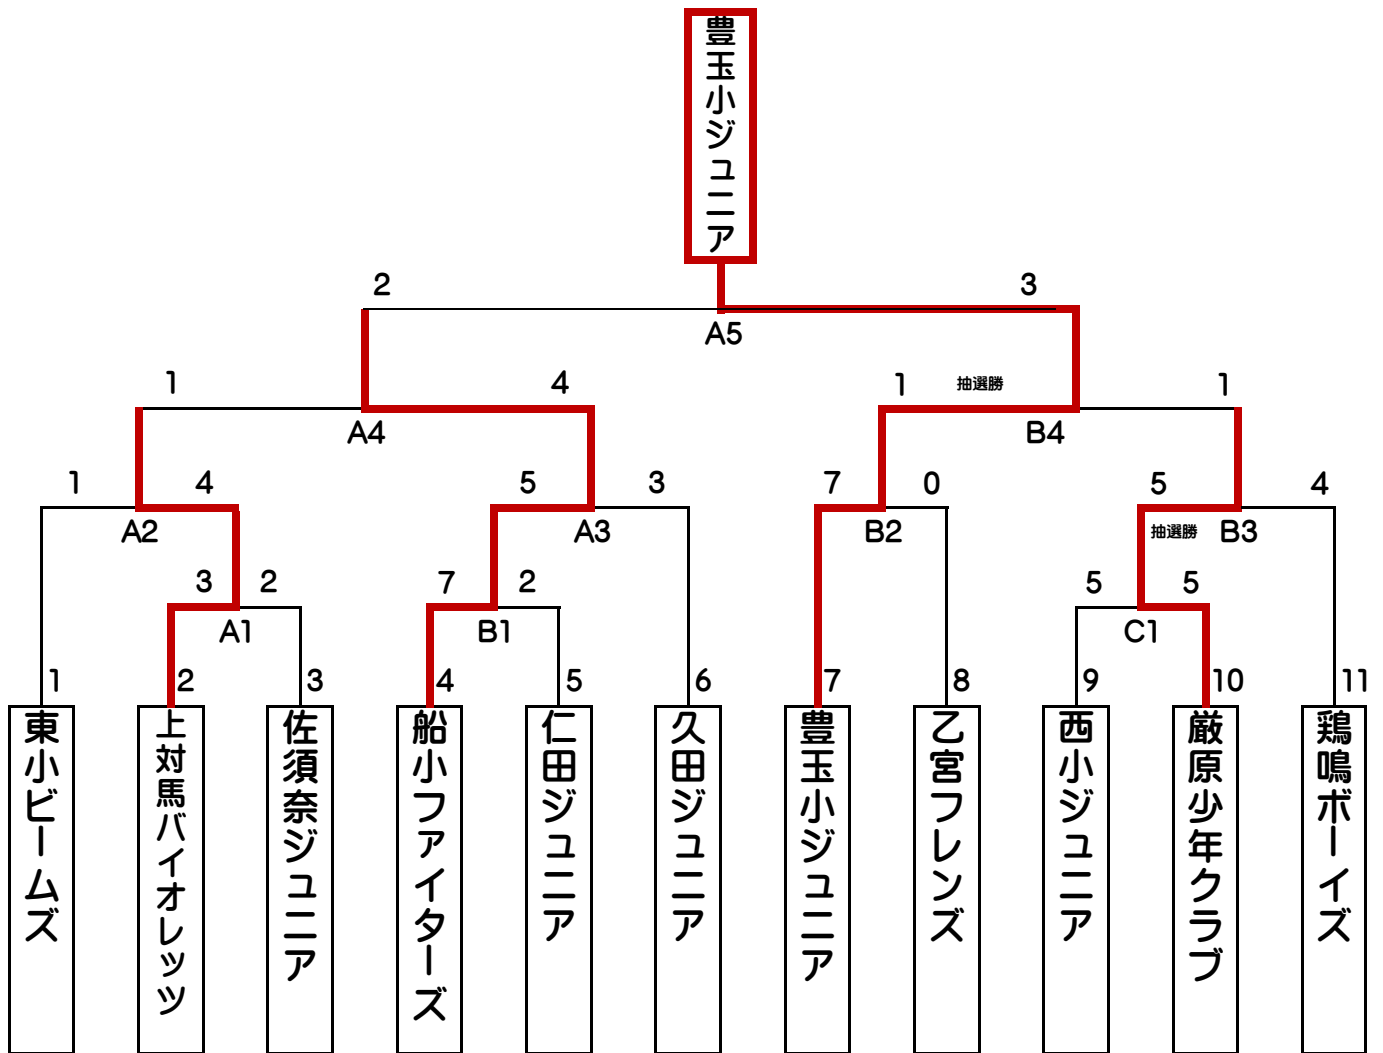 豊玉小ジュニア
2
3
A5
1
4
1
抽選勝
1
A4
B4
1
4
5
3
7
0
5
4
A2
A3
B2
抽選勝
B3
3
2
7
2
5
5
A1
B1
C1
1
2
3
4
5
6
7
8
9
10
11
東小ビームズ
上対馬バイオレッツ
佐須奈ジュニア
船小ファイターズ
仁田ジュニア
久田ジュニア
豊玉小ジュニア
乙宮フレンズ
西小ジュニア
厳原少年クラブ
鶏鳴ボーイズ